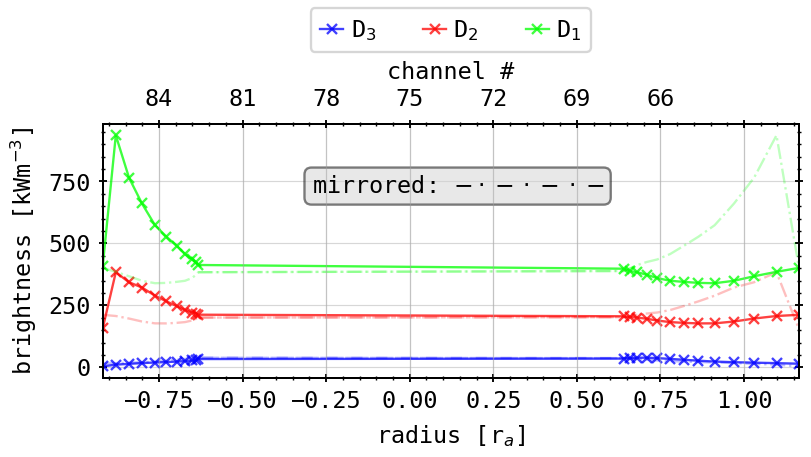 D₃ D₂ D₁
channel #
84 81 78 75 72 69 66
mirrored: — · — · — · —
brightness [kWm⁻³]
750
500
250
0
−0.75 −0.50 −0.25 0.00 0.25 0.50 0.75 1.00
radius [rₐ]